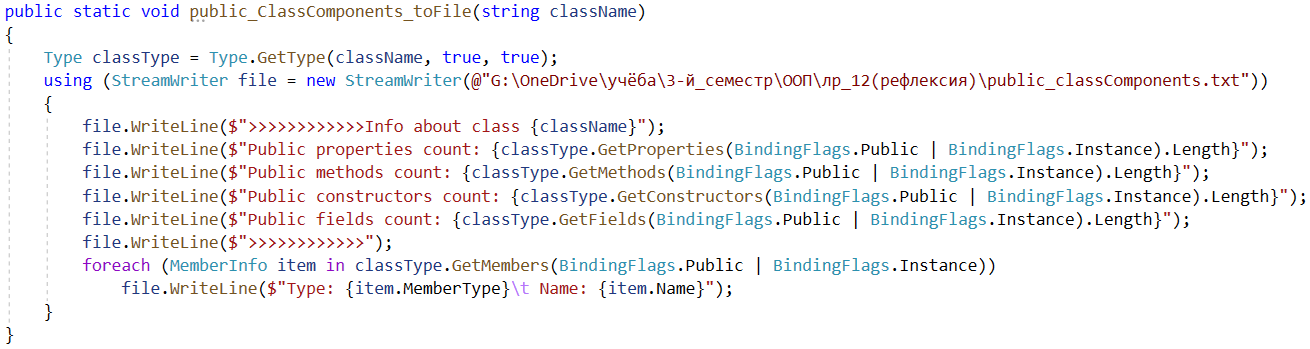 public static void public_ClassComponents_toFile(string className)
{
    Type classType = Type.GetType(className, true, true);
    using (StreamWriter file = new StreamWriter(@"G:\OneDrive\учёба\3-й_семестр\ООП\лр_12(рефлексия)\public_classComponents.txt"))
    {
        file.WriteLine($">>>>>>>>>>>>Info about class {className}");
        file.WriteLine($"Public properties count: {classType.GetProperties(BindingFlags.Public | BindingFlags.Instance).Length}");
        file.WriteLine($"Public methods count: {classType.GetMethods(BindingFlags.Public | BindingFlags.Instance).Length}");
        file.WriteLine($"Public constructors count: {classType.GetConstructors(BindingFlags.Public | BindingFlags.Instance).Length}");
        file.WriteLine($"Public fields count: {classType.GetFields(BindingFlags.Public | BindingFlags.Instance).Length}");
        file.WriteLine($">>>>>>>>>>>>");
        foreach (MemberInfo item in classType.GetMembers(BindingFlags.Public | BindingFlags.Instance))
            file.WriteLine($"Type: {item.MemberType}\t Name: {item.Name}");
    }
}